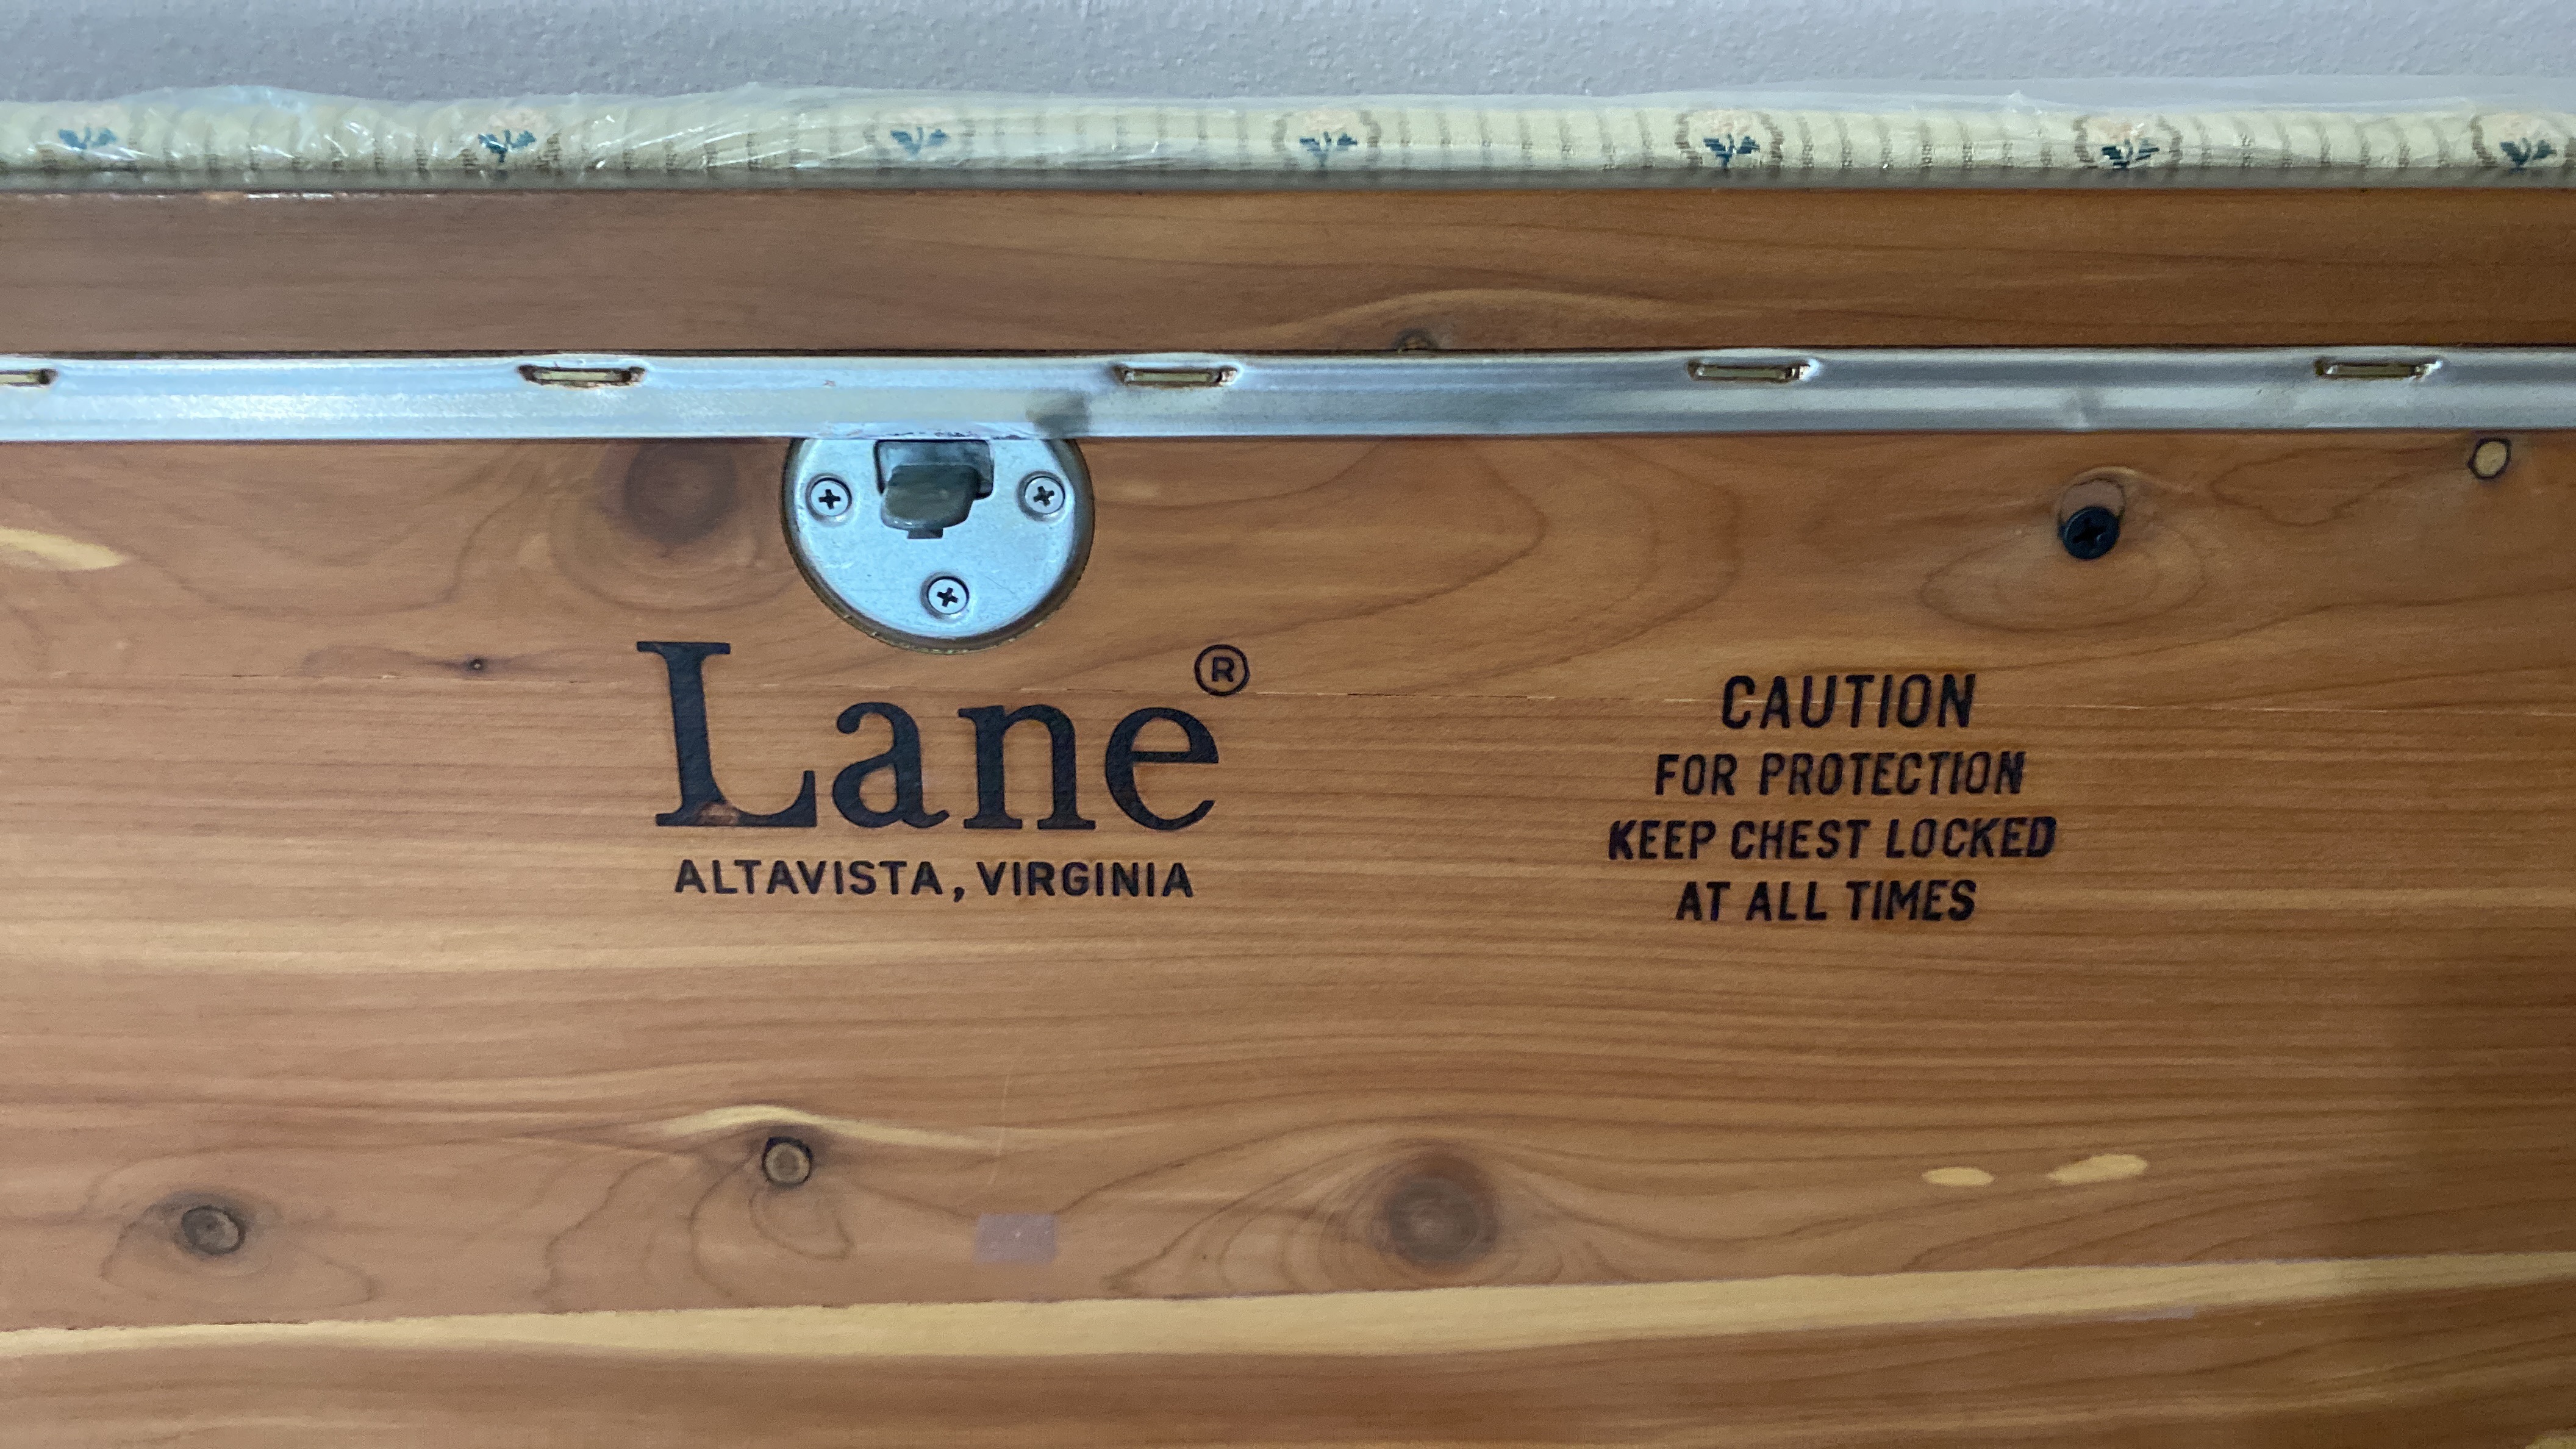 Lane®
ALTAVISTA, VIRGINIA
CAUTION
FOR PROTECTION
KEEP CHEST LOCKED
AT ALL TIMES